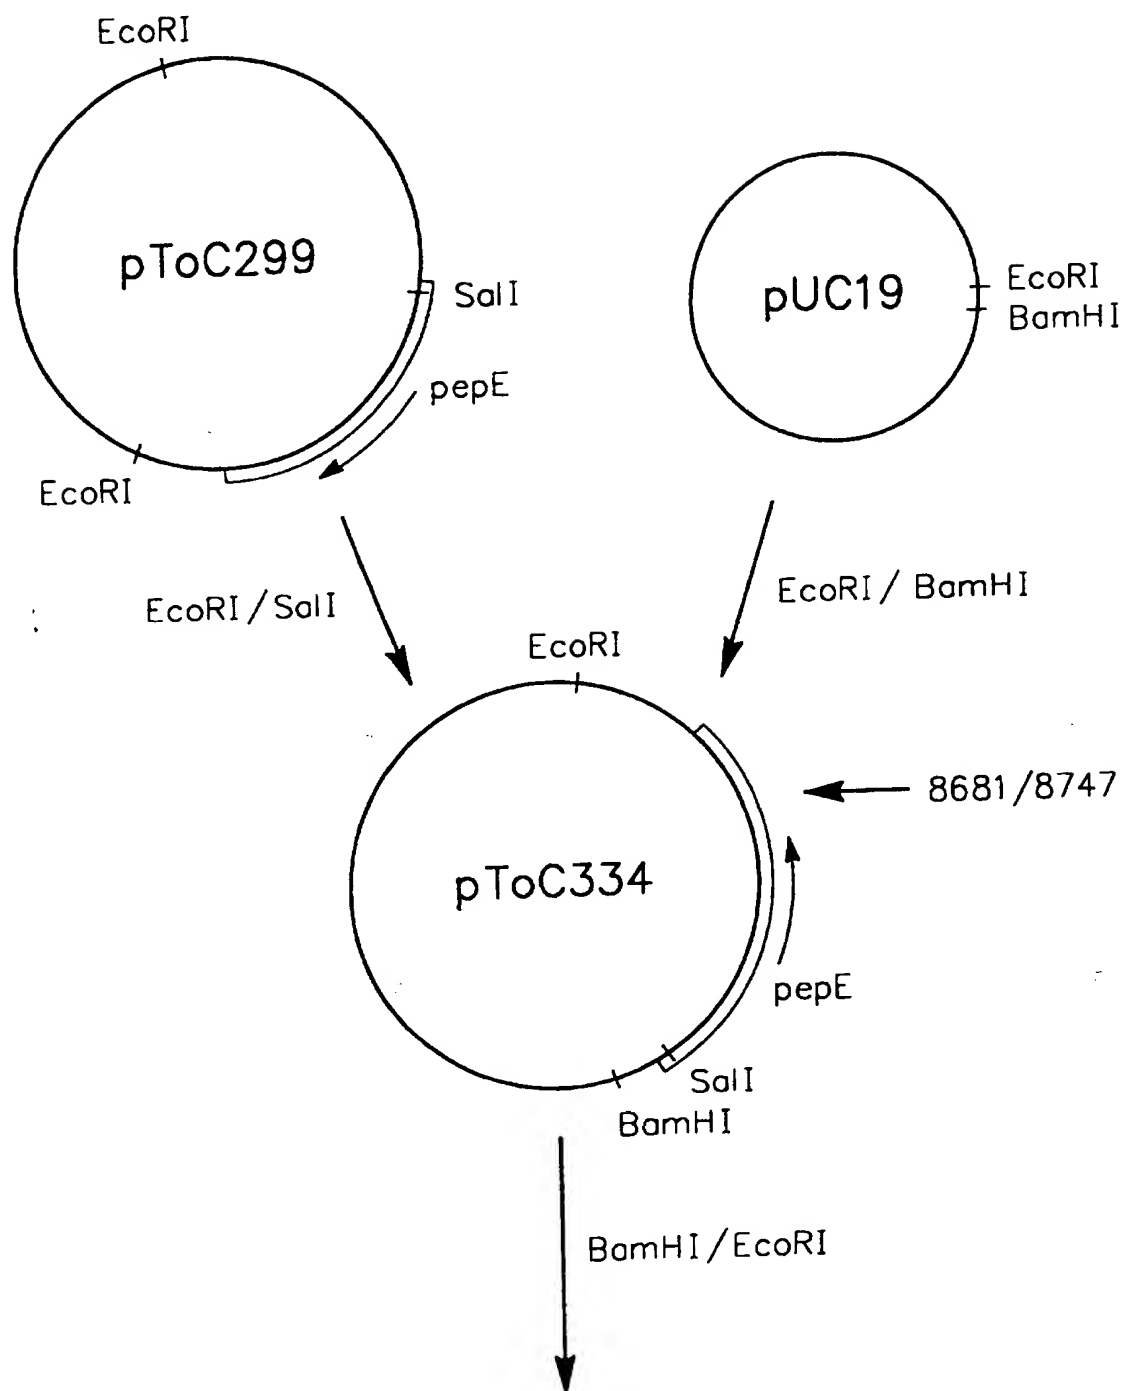 EcoRI
pToC299
SalI
pepE
EcoRI
pUC19
EcoRI
BamHI
EcoRI/SalI
EcoRI/BamHI
EcoRI
8681/8747
pToC334
pepE
SalI
BamHI
BamHI/EcoRI